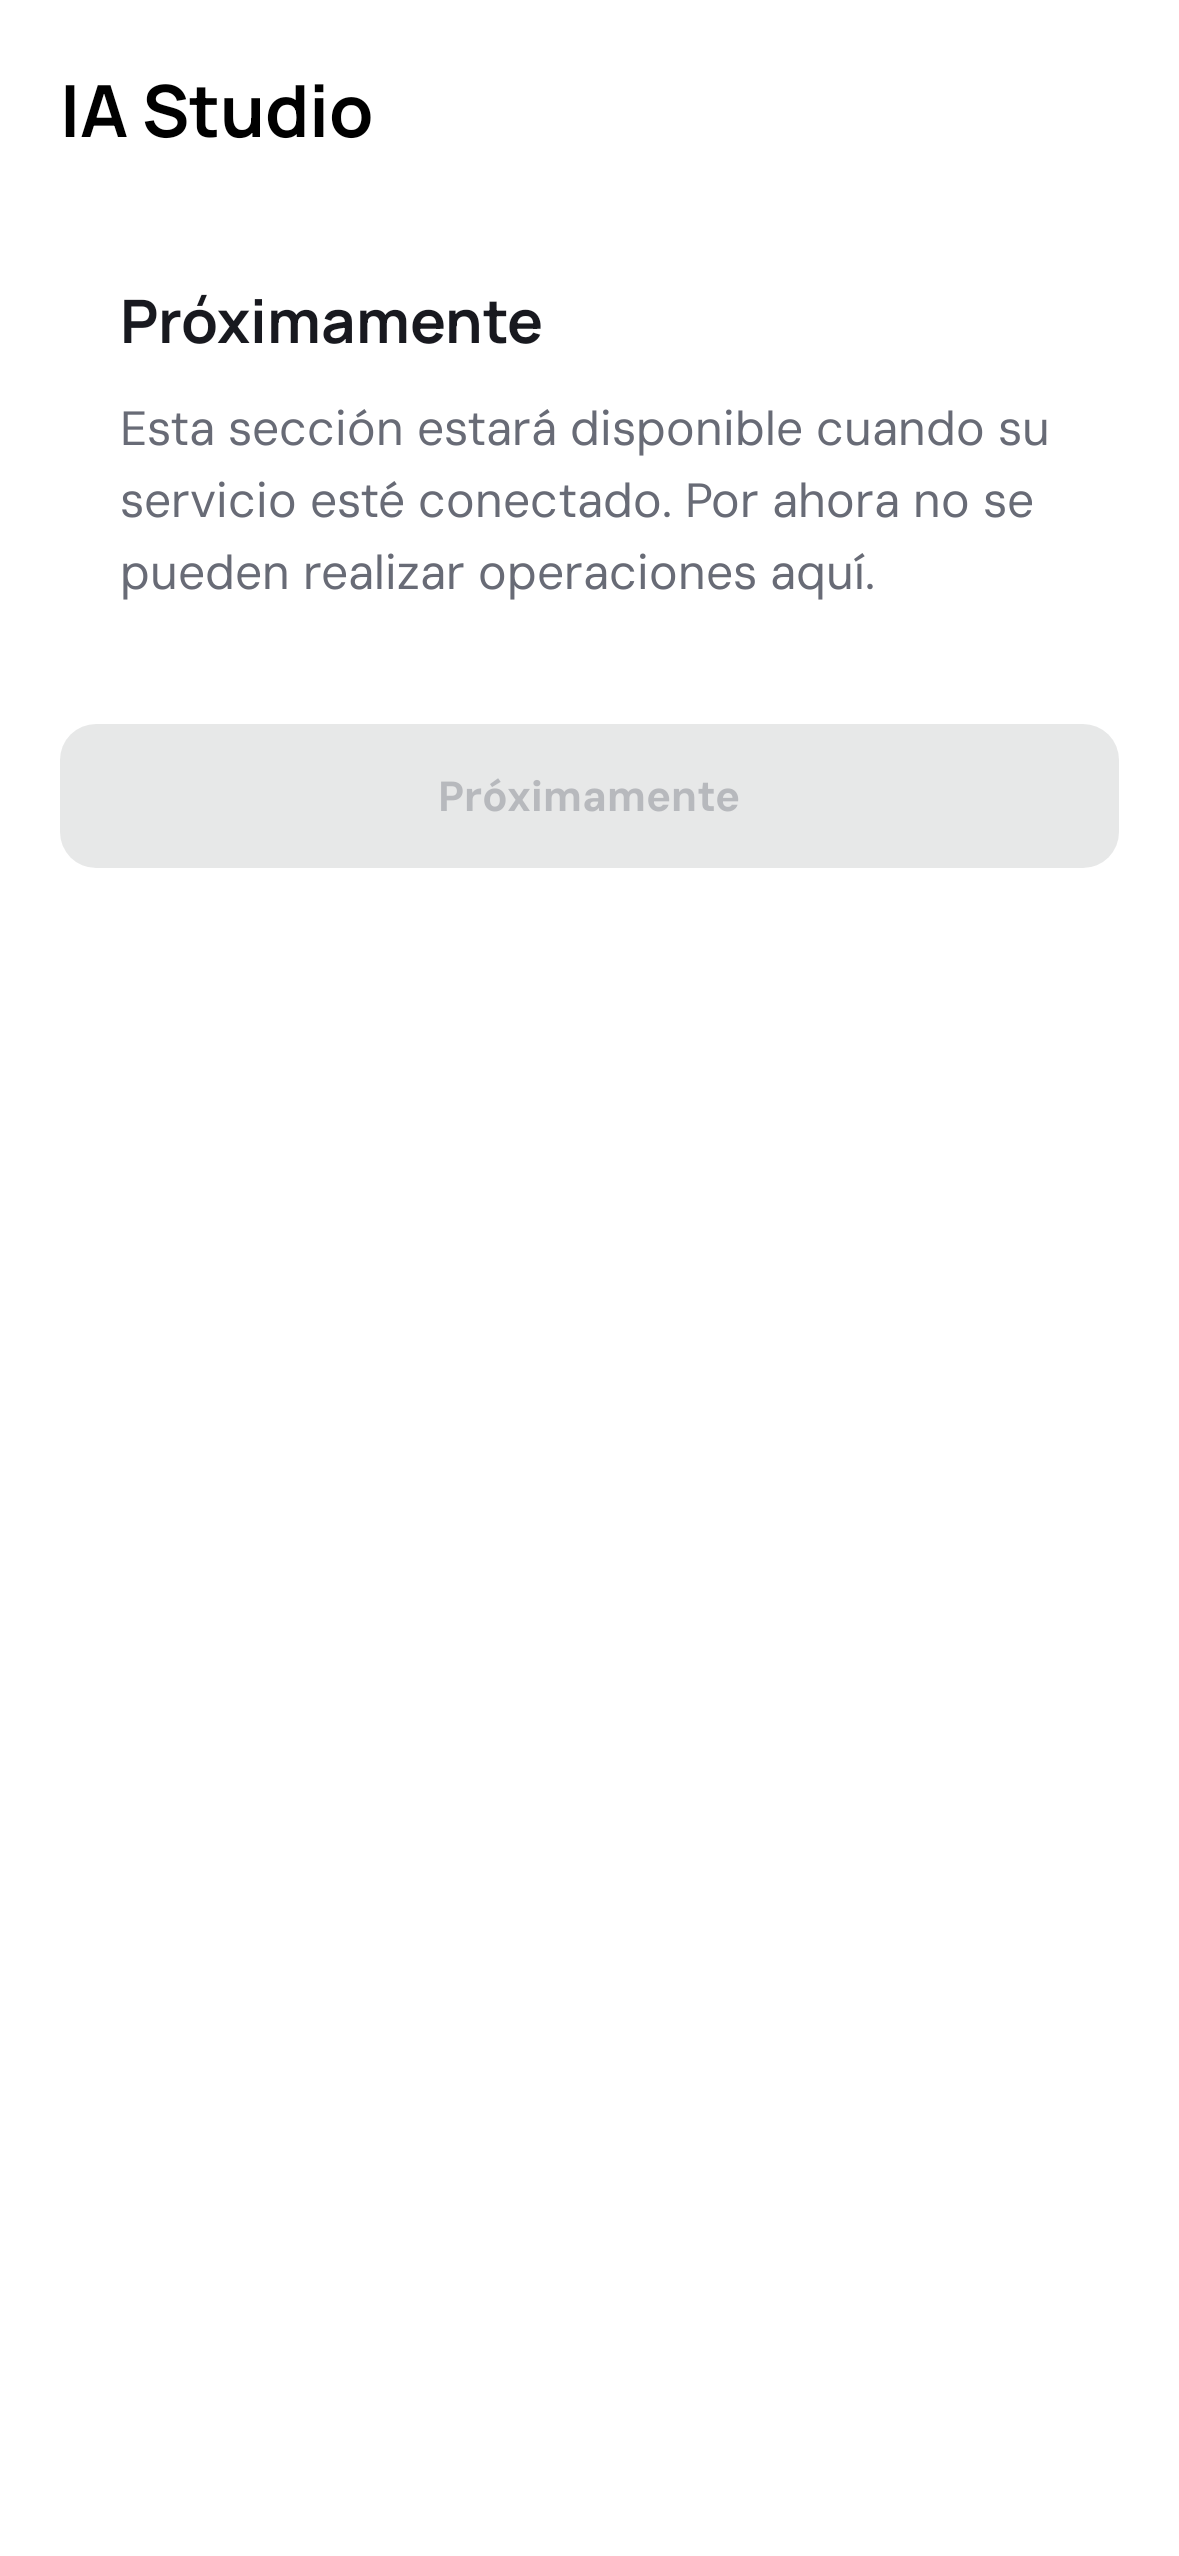 IA Studio
Próximamente
Esta sección estará disponible cuando su
servicio esté conectado. Por ahora no se
pueden realizar operaciones aquí.
Próximamente